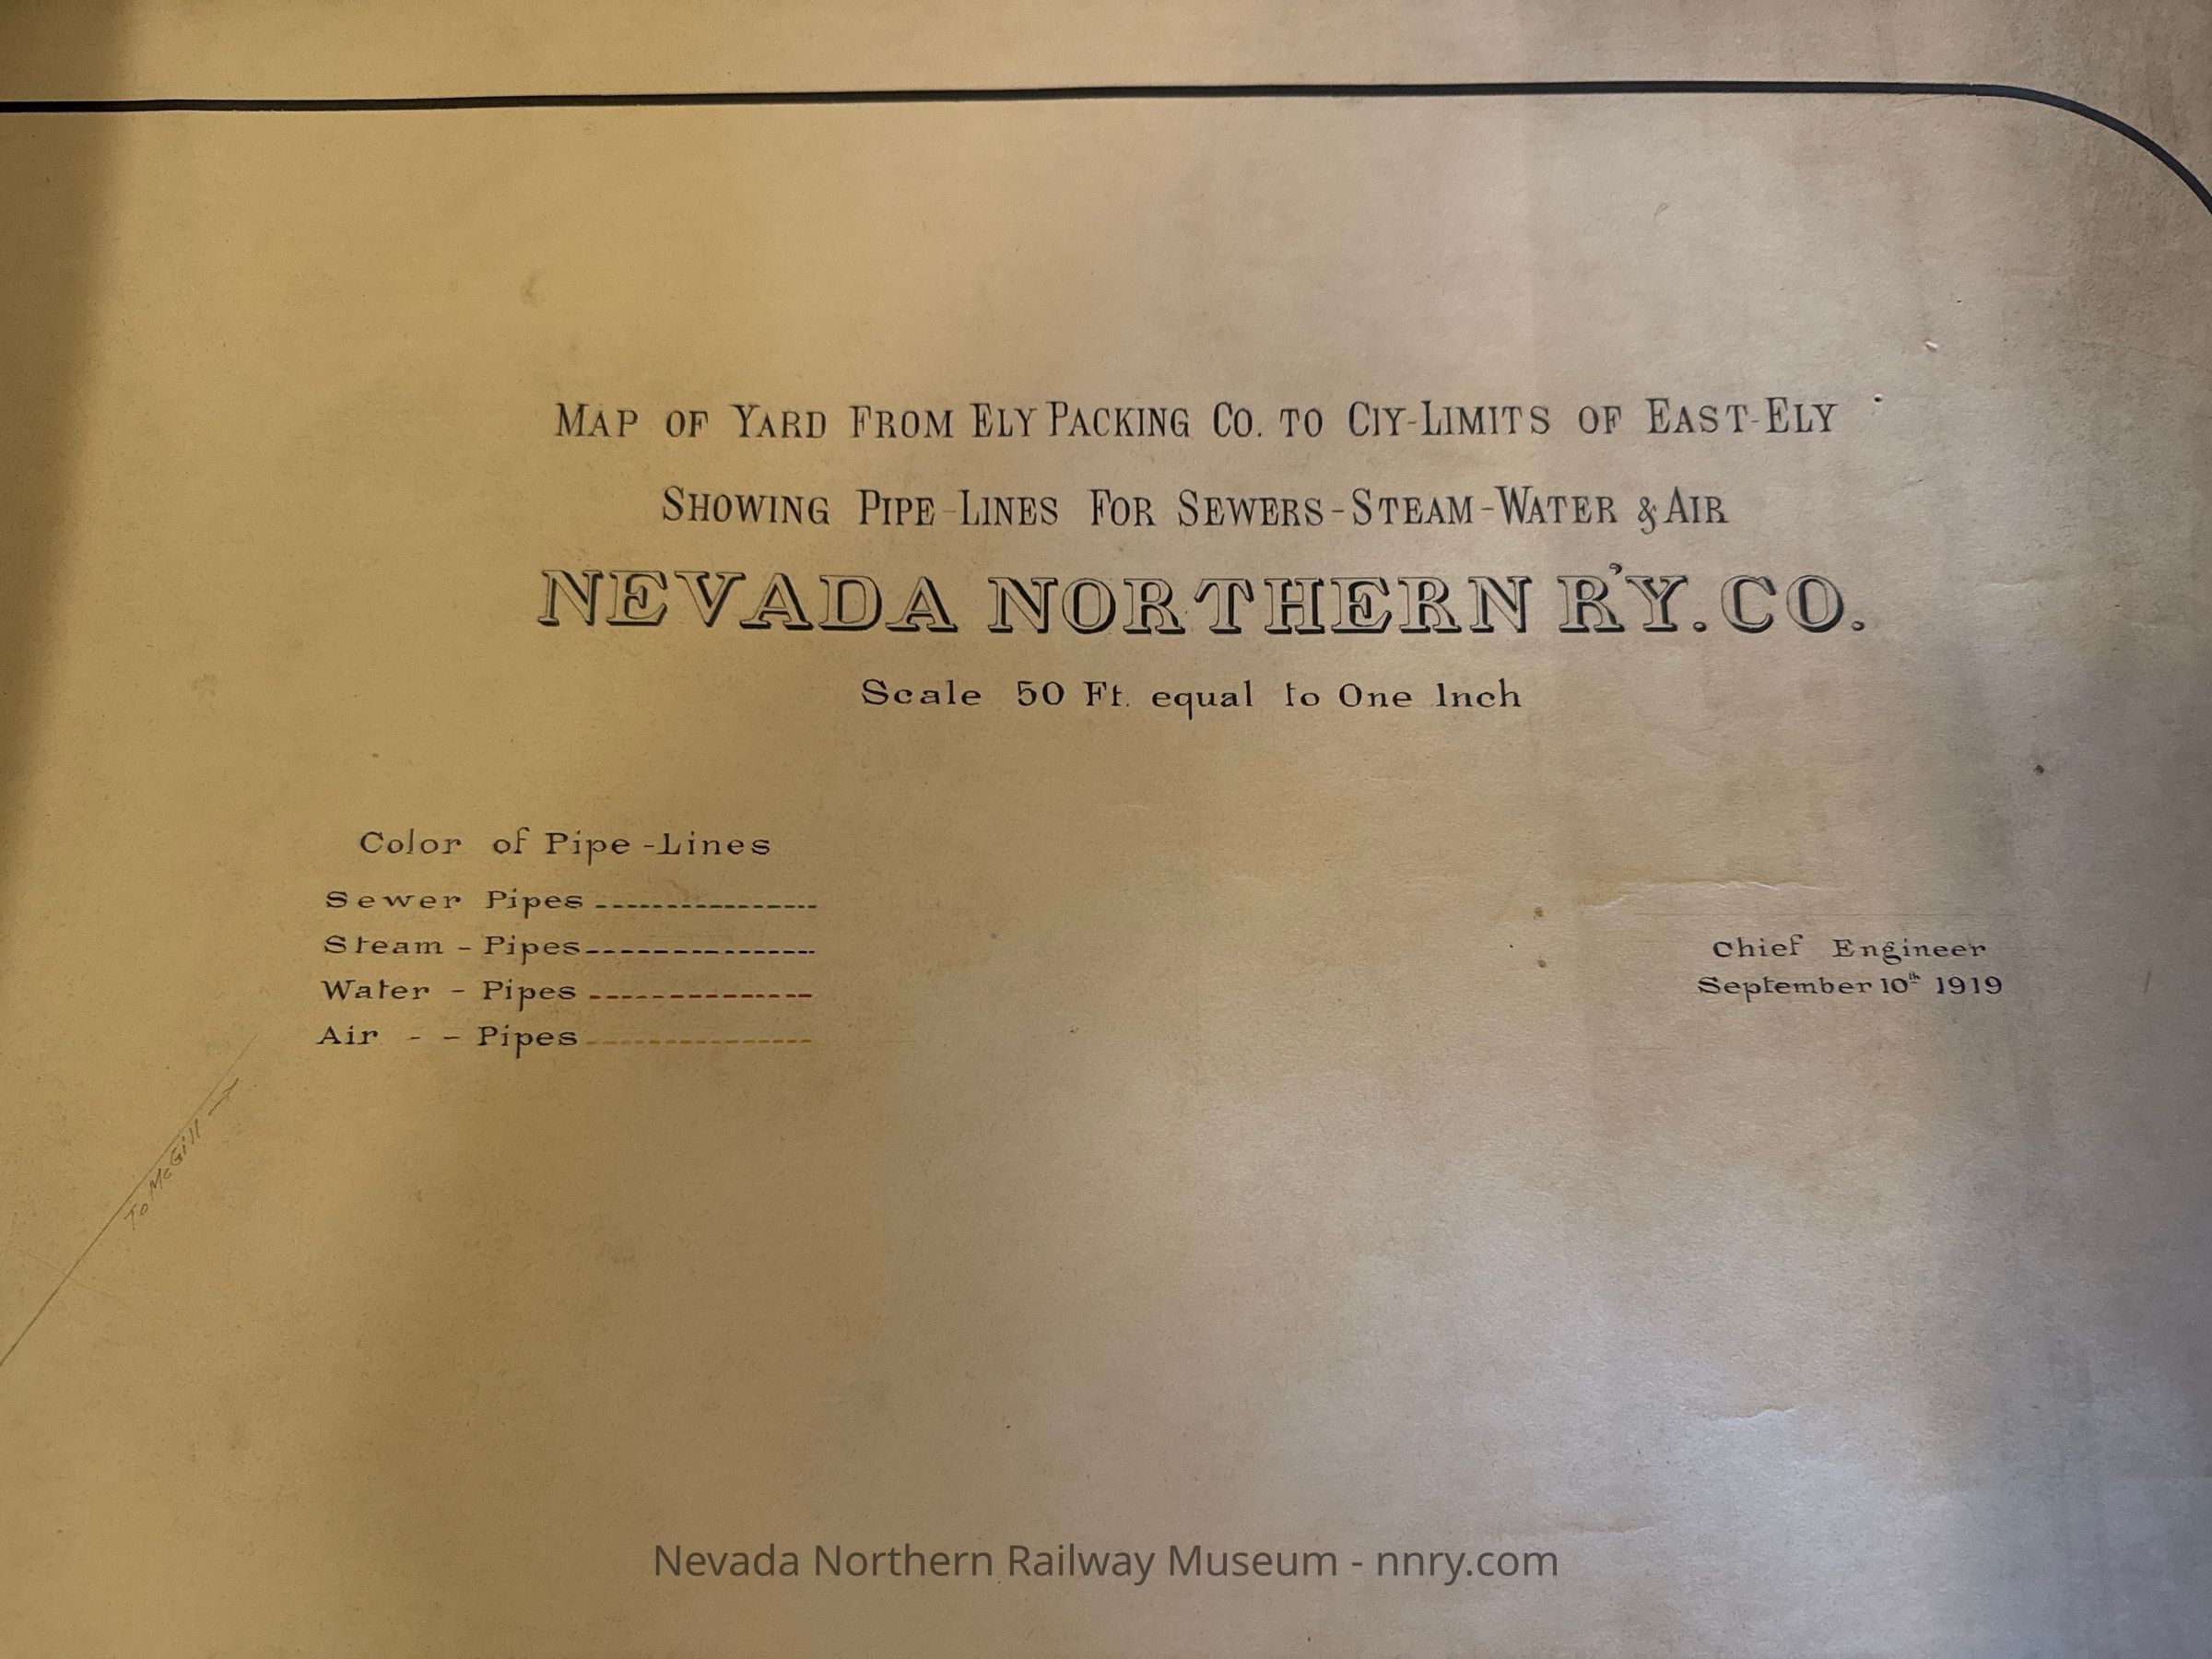 MAP OF YARD FROM ELY PACKING CO. TO CIY-LIMITS OF EAST-ELY
SHOWING PIPE-LINES FOR SEWERS-STEAM-WATER & AIR
NEVADA NORTHERN R'Y. CO.
Scale 50 Ft. equal to One Inch
Color of Pipe-Lines
Sewer Pipes
Steam - Pipes
Water - Pipes
Air - - Pipes
Chief Engineer
September 10th 1919
To McGill
Nevada Northern Railway Museum - nnry.com